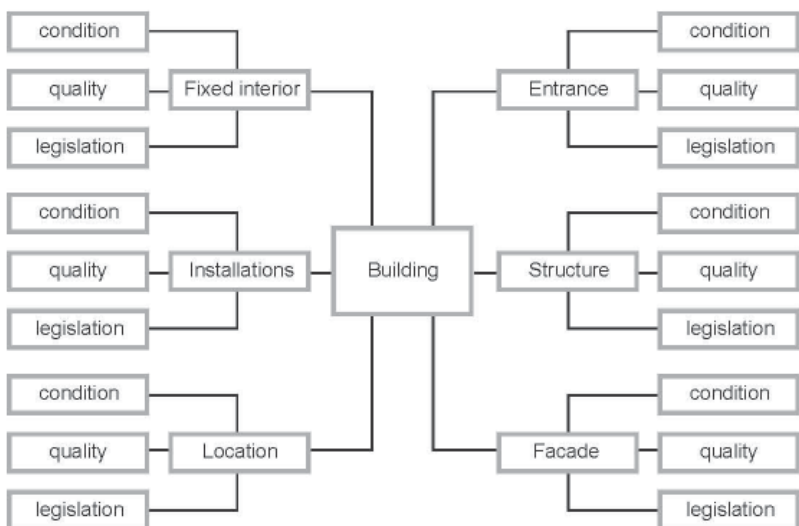 condition
quality
legislation
Fixed interior
condition
quality
legislation
Installations
condition
quality
legislation
Location
Building
Entrance
condition
quality
legislation
Structure
condition
quality
legislation
Facade
condition
quality
legislation